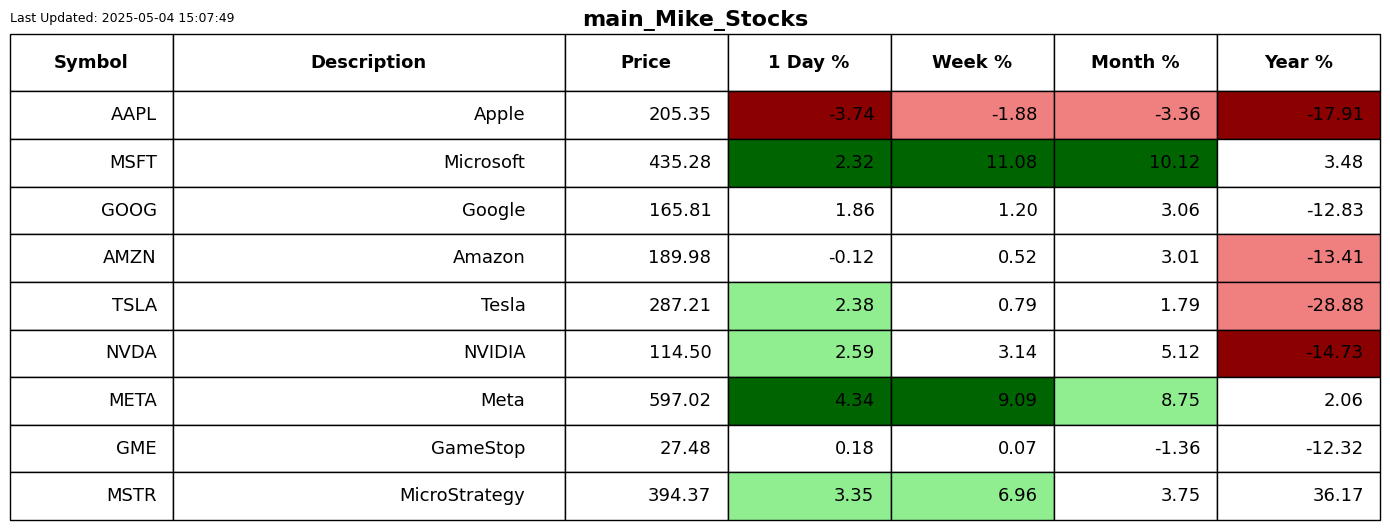 Last Updated: 2025-05-04 15:07:49
main_Mike_Stocks
Symbol Description Price 1 Day % Week % Month % Year %
AAPL Apple 205.35 -3.74 -1.88 -3.36 -17.91
MSFT Microsoft 435.28 2.32 11.08 10.12 3.48
GOOG Google 165.81 1.86 1.20 3.06 -12.83
AMZN Amazon 189.98 -0.12 0.52 3.01 -13.41
TSLA Tesla 287.21 2.38 0.79 1.79 -28.88
NVDA NVIDIA 114.50 2.59 3.14 5.12 -14.73
META Meta 597.02 4.34 9.09 8.75 2.06
GME GameStop 27.48 0.18 0.07 -1.36 -12.32
MSTR MicroStrategy 394.37 3.35 6.96 3.75 36.17